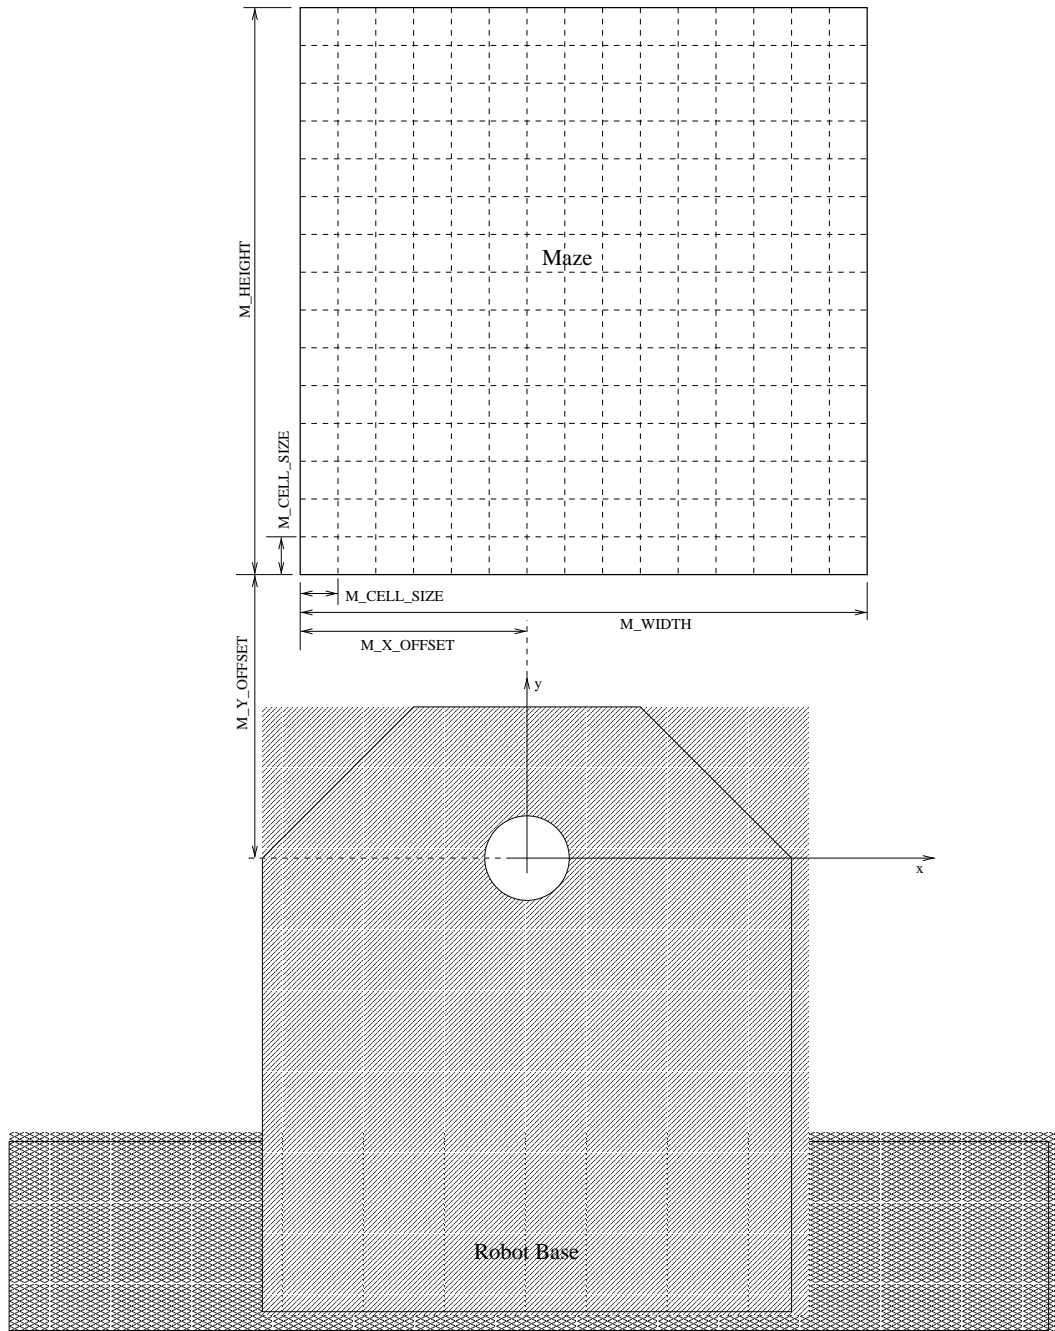 Maze
M_HEIGHT
M_CELL_SIZE
M_CELL_SIZE
M_WIDTH
M_X_OFFSET
M_Y_OFFSET
y
x
Robot Base